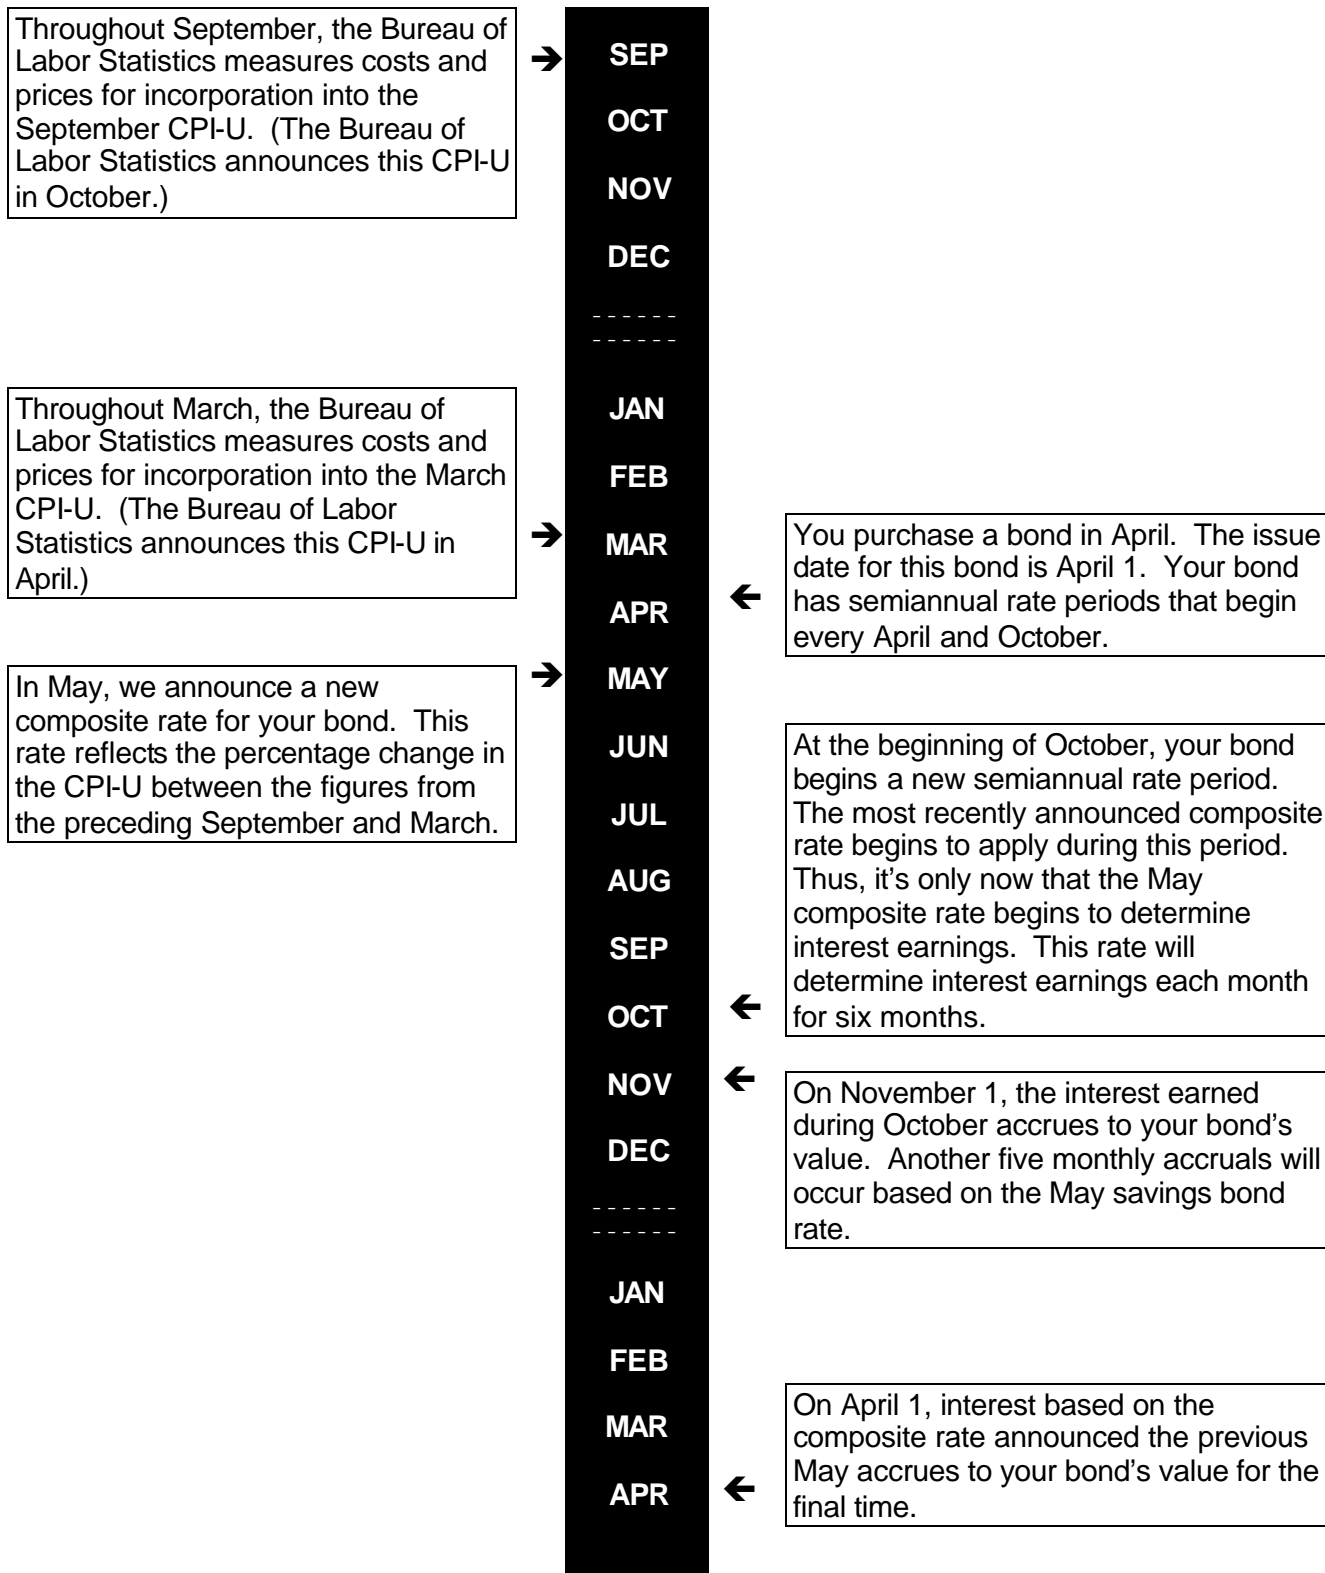 Throughout September, the Bureau of
Labor Statistics measures costs and
prices for incorporation into the
September CPI-U.  (The Bureau of
Labor Statistics announces this CPI-U
in October.)
➔
SEP
OCT
NOV
DEC
- - - - - -
- - - - - -
Throughout March, the Bureau of
Labor Statistics measures costs and
prices for incorporation into the March
CPI-U.  (The Bureau of Labor
Statistics announces this CPI-U in
April.)
➔
JAN
FEB
MAR
APR
You purchase a bond in April.  The issue
date for this bond is April 1.  Your bond
has semiannual rate periods that begin
every April and October.
In May, we announce a new
composite rate for your bond.  This
rate reflects the percentage change in
the CPI-U between the figures from
the preceding September and March.
➔
MAY
JUN
JUL
AUG
SEP
OCT
At the beginning of October, your bond
begins a new semiannual rate period.
The most recently announced composite
rate begins to apply during this period.
Thus, it's only now that the May
composite rate begins to determine
interest earnings.  This rate will
determine interest earnings each month
for six months.
NOV
DEC
- - - - - -
- - - - - -
On November 1, the interest earned
during October accrues to your bond's
value.  Another five monthly accruals will
occur based on the May savings bond
rate.
JAN
FEB
MAR
APR
On April 1, interest based on the
composite rate announced the previous
May accrues to your bond's value for the
final time.